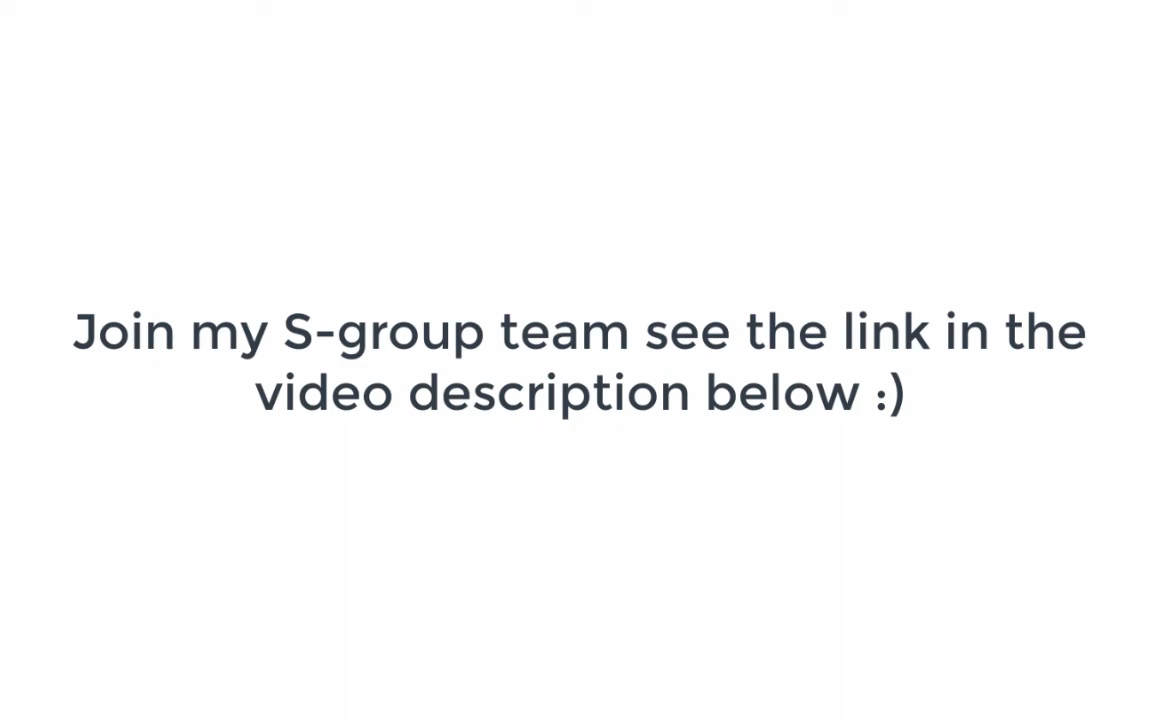 Join my S-group team see the link in the
video description below :)